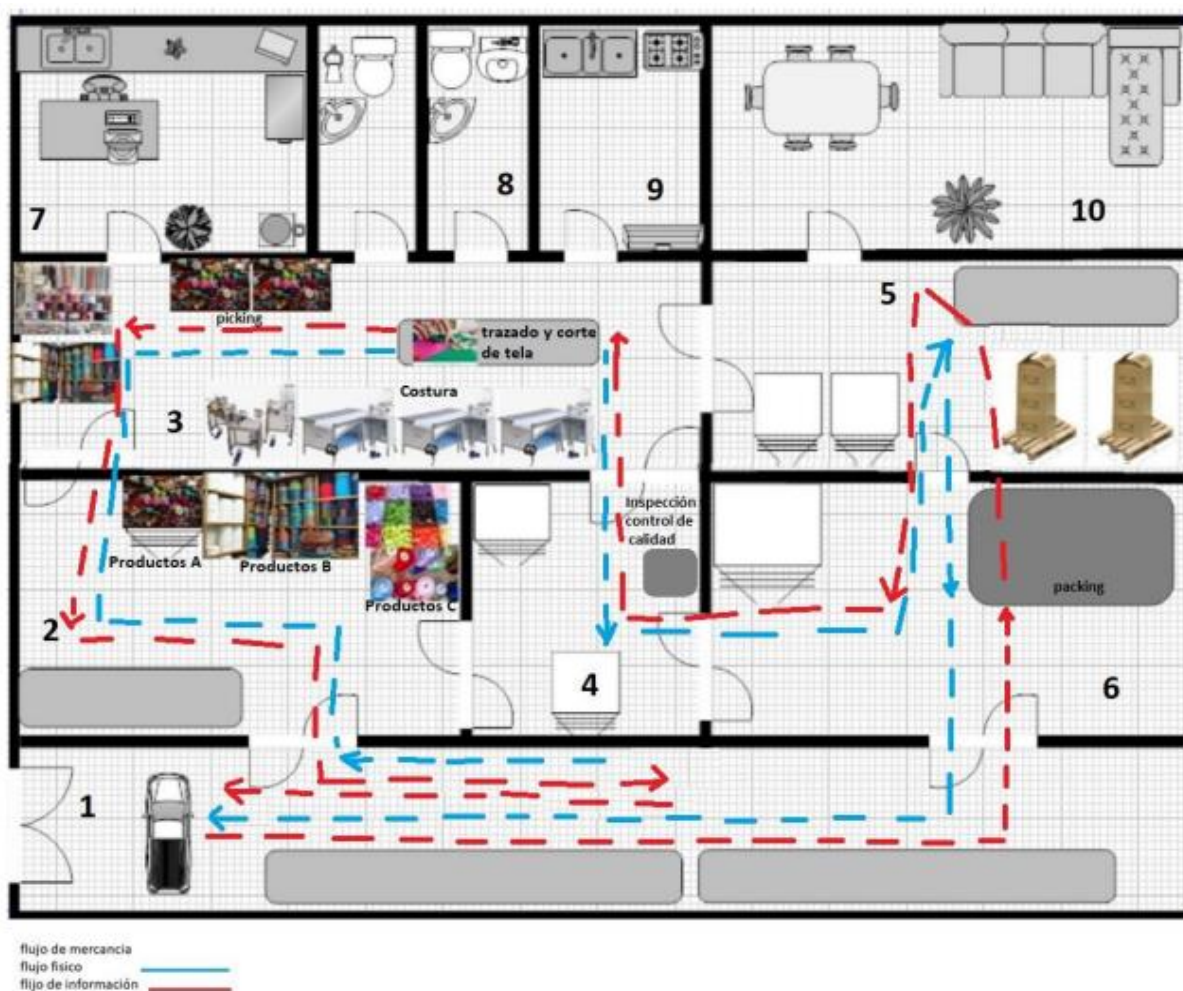 7
8
9
10
picking
trazado y corte
de tela
5
3
Costura
Productos A
Productos B
Productos C
Inspección
control de
calidad
packing
2
4
6
1
flujo de mercancia
flujo fisico
flijo de información